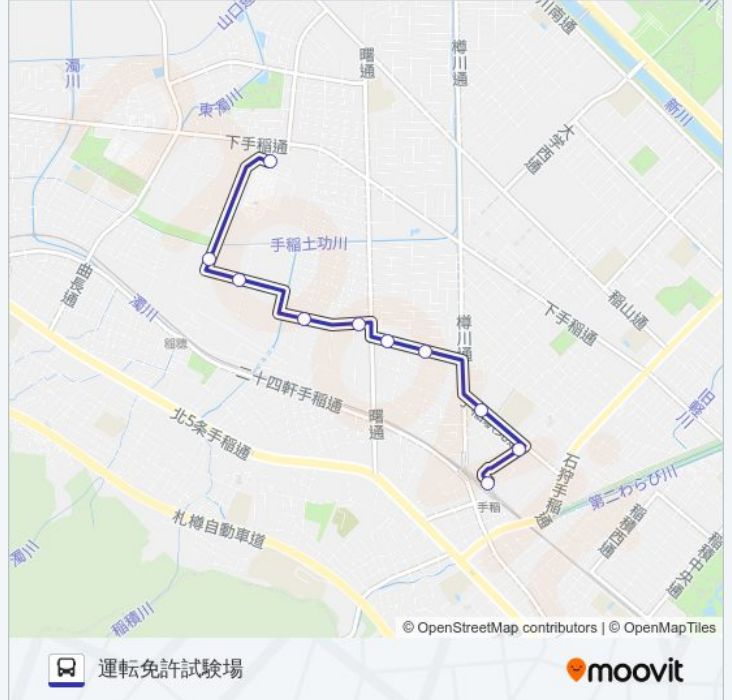 山口通
川南通
曙通
樽川通
濁川
東濁川
新川
大学西通
下手稲通
手稲土功川
曲長通
濁川
稲山通
下手稲通
樽川通
稲穂
二十四軒手稲通
旧軽川
曙通
北5条手稲通
石狩手稲通
第二わらび川
手稲
札樽自動車道
稲積西通
稲積中央通
濁川
稲積川
© OpenStreetMap contributors | © OpenMapTiles
運転免許試験場
moovit